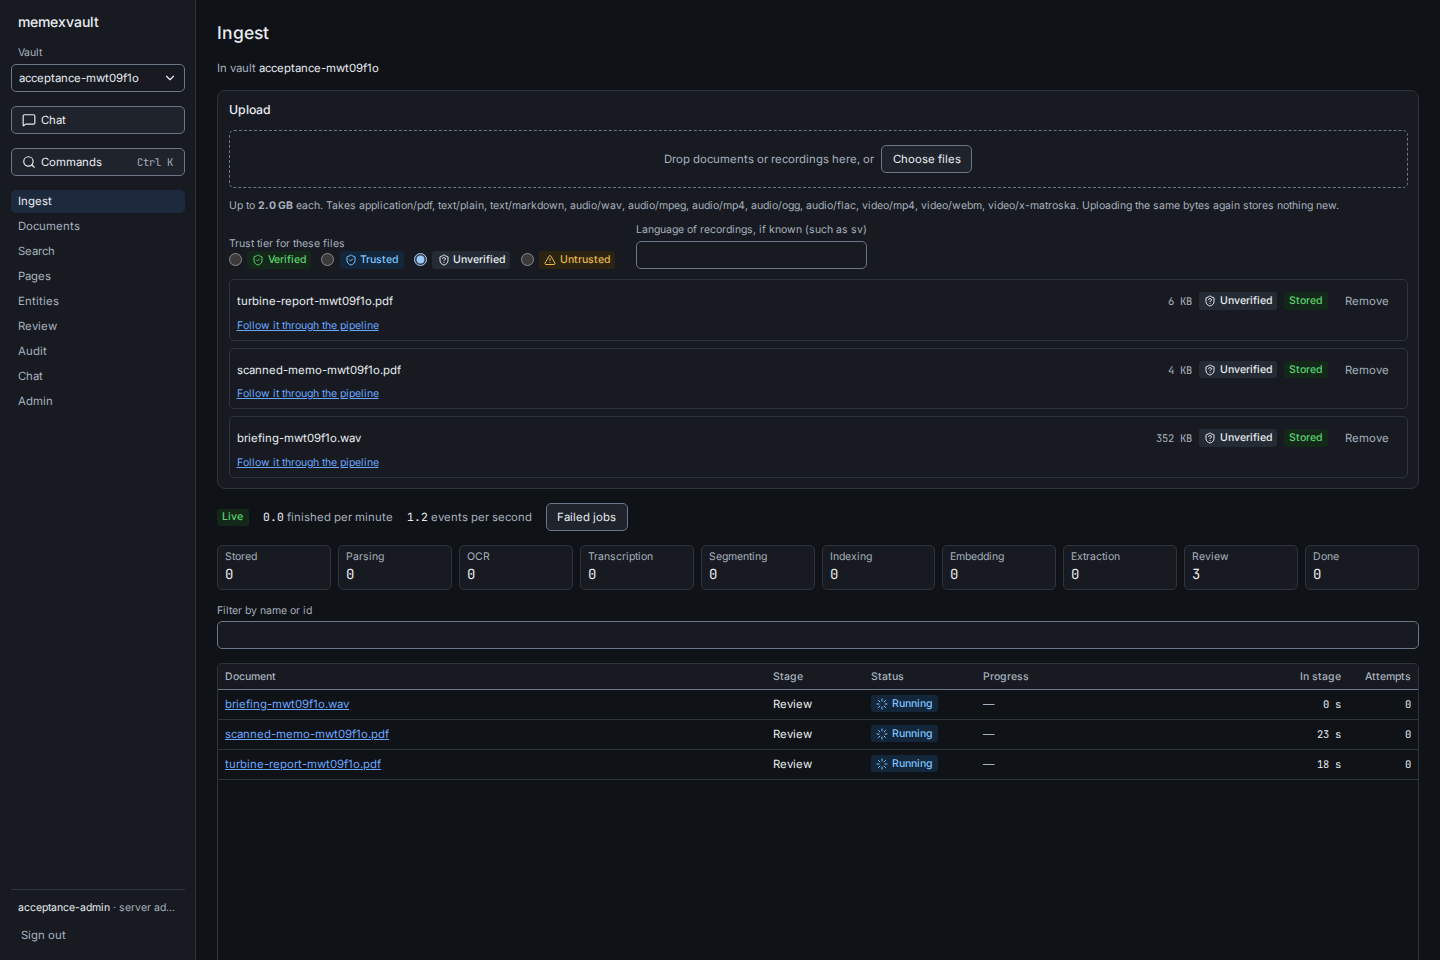 memexvault
Vault
acceptance-mwt09f1o
Chat
Commands Ctrl K
Ingest
Documents
Search
Pages
Entities
Review
Audit
Chat
Admin
acceptance-admin · server ad...
Sign out
Ingest
In vault acceptance-mwt09f1o
Upload
Drop documents or recordings here, or Choose files
Up to 2.0 GB each. Takes application/pdf, text/plain, text/markdown, audio/wav, audio/mpeg, audio/mp4, audio/ogg, audio/flac, video/mp4, video/webm, video/x-matroska. Uploading the same bytes again stores nothing new.
Trust tier for these files
Verified Trusted Unverified Untrusted
Language of recordings, if known (such as sv)
turbine-report-mwt09f1o.pdf 6 KB Unverified Stored Remove
Follow it through the pipeline
scanned-memo-mwt09f1o.pdf 4 KB Unverified Stored Remove
Follow it through the pipeline
briefing-mwt09f1o.wav 352 KB Unverified Stored Remove
Follow it through the pipeline
Live 0.0 finished per minute 1.2 events per second Failed jobs
Stored Parsing OCR Transcription Segmenting Indexing Embedding Extraction Review Done
0 0 0 0 0 0 0 0 3 0
Filter by name or id
Document Stage Status Progress In stage Attempts
briefing-mwt09f1o.wav Review Running — 0 s 0
scanned-memo-mwt09f1o.pdf Review Running — 23 s 0
turbine-report-mwt09f1o.pdf Review Running — 18 s 0